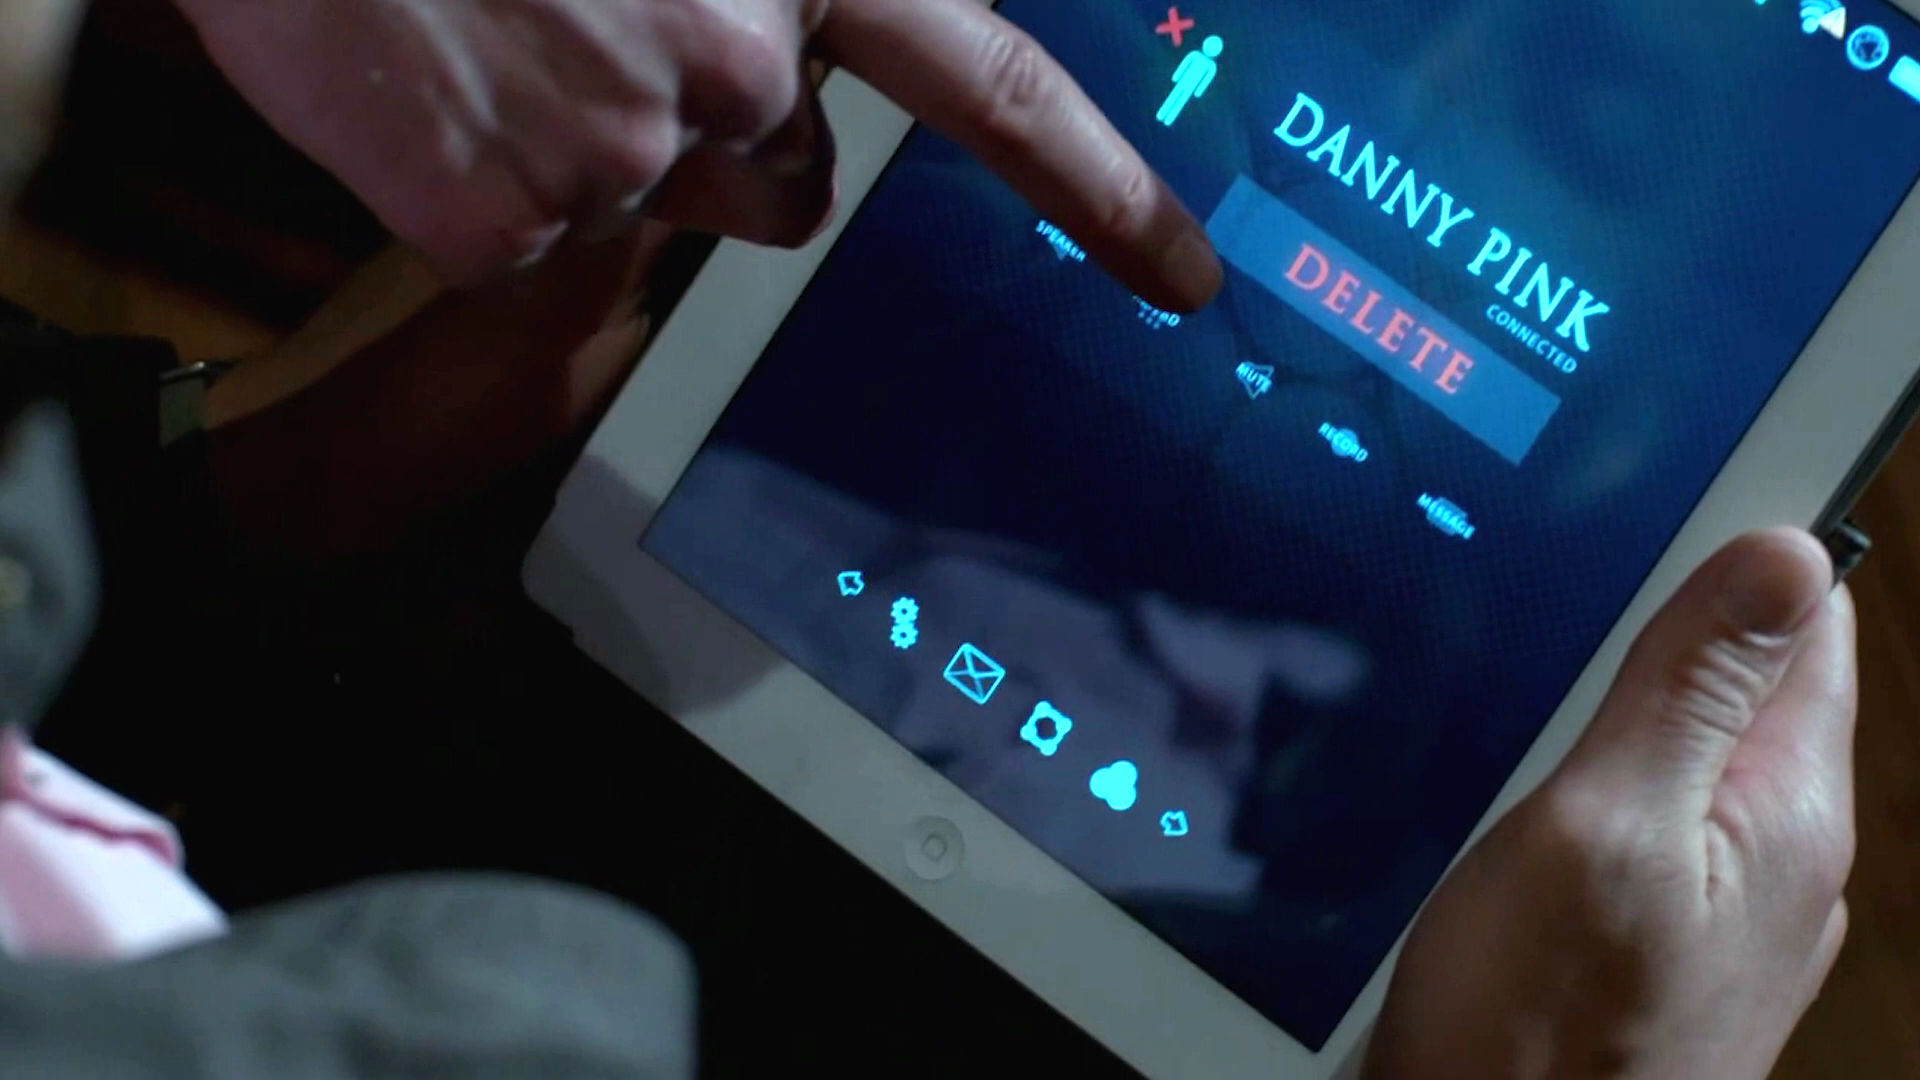 DANNY PINK
CONNECTED
DELETE
SPEAKER
MUTE
RECORD
MESSAGE